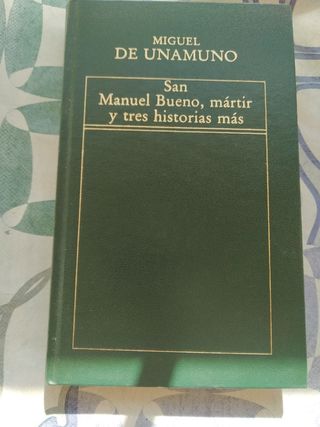 MIGUEL
DE UNAMUNO
San
Manuel Bueno, mártir
y tres historias más